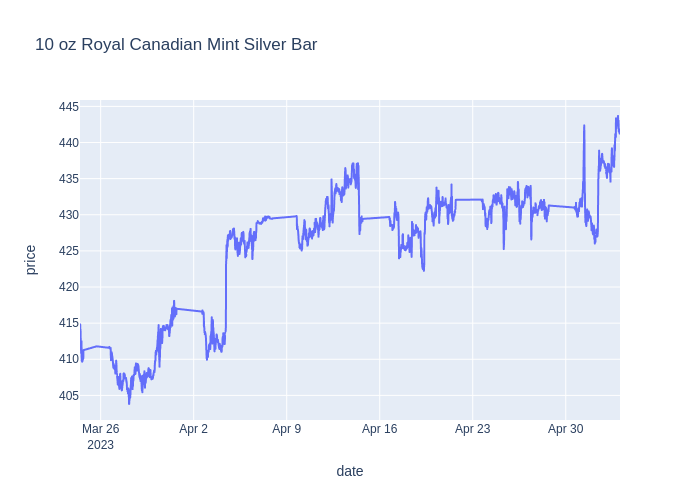 10 oz Royal Canadian Mint Silver Bar
445
440
435
430
425
420
415
410
405
price
Mar 26
2023
Apr 2
Apr 9
Apr 16
Apr 23
Apr 30
date